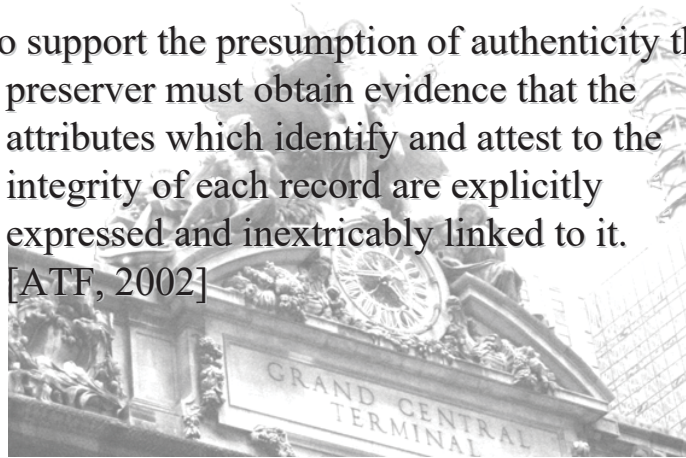 o support the presumption of authenticity th
preserver must obtain evidence that the
attributes which identify and attest to the
integrity of each record are explicitly
expressed and inextricably linked to it.
[ATF, 2002]
GRAND CENTRAL
TERMINAL